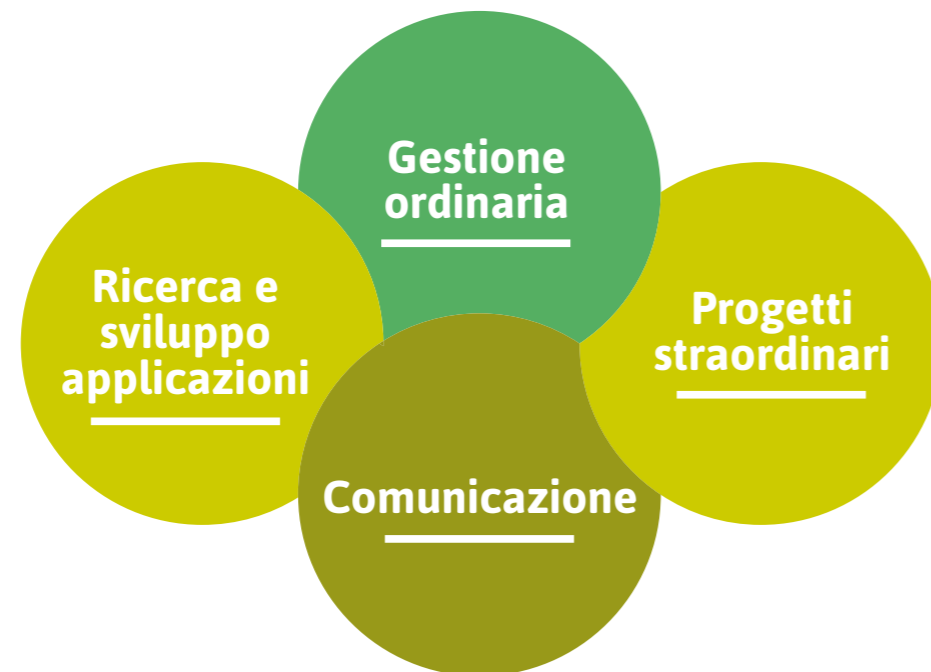 Gestione
ordinaria
Ricerca e
sviluppo
applicazioni
Progetti
straordinari
Comunicazione